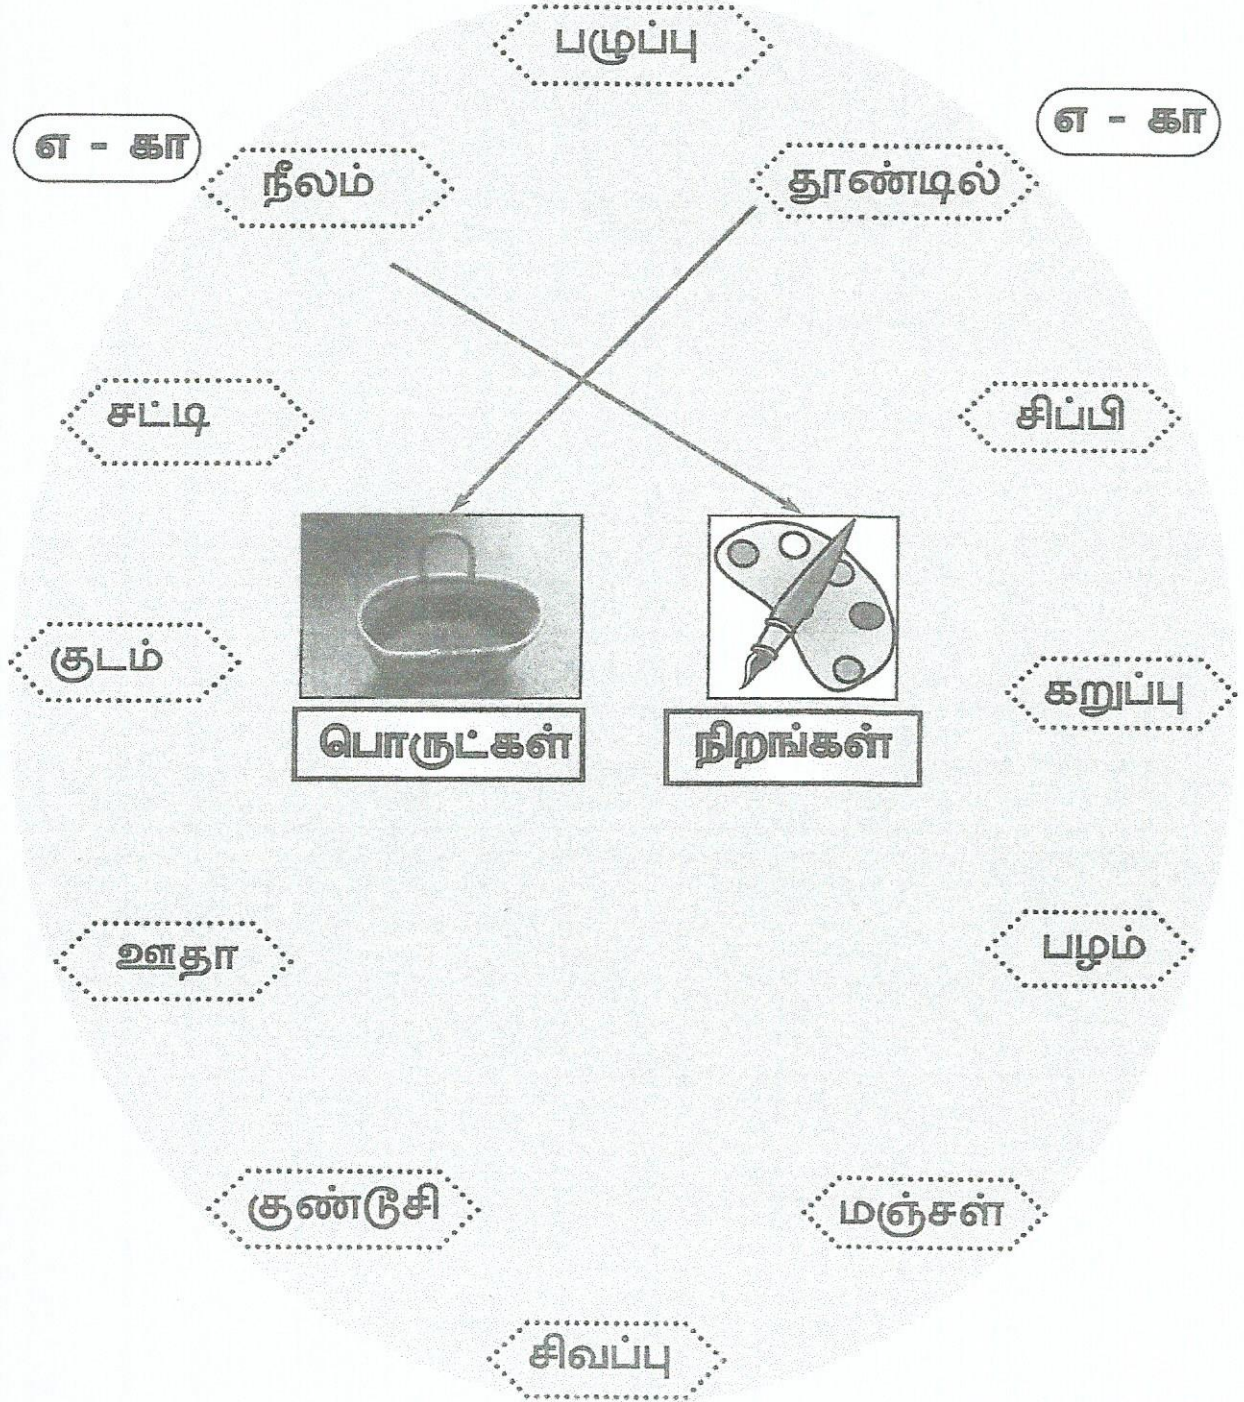 பழுப்பு
எ - கா
எ - கா
நீலம்
தூண்டில்
சட்டி
சிப்பி
குடம்
கறுப்பு
பொருட்கள்
நிறங்கள்
ஊதா
பழம்
குண்டூசி
மஞ்சள்
சிவப்பு